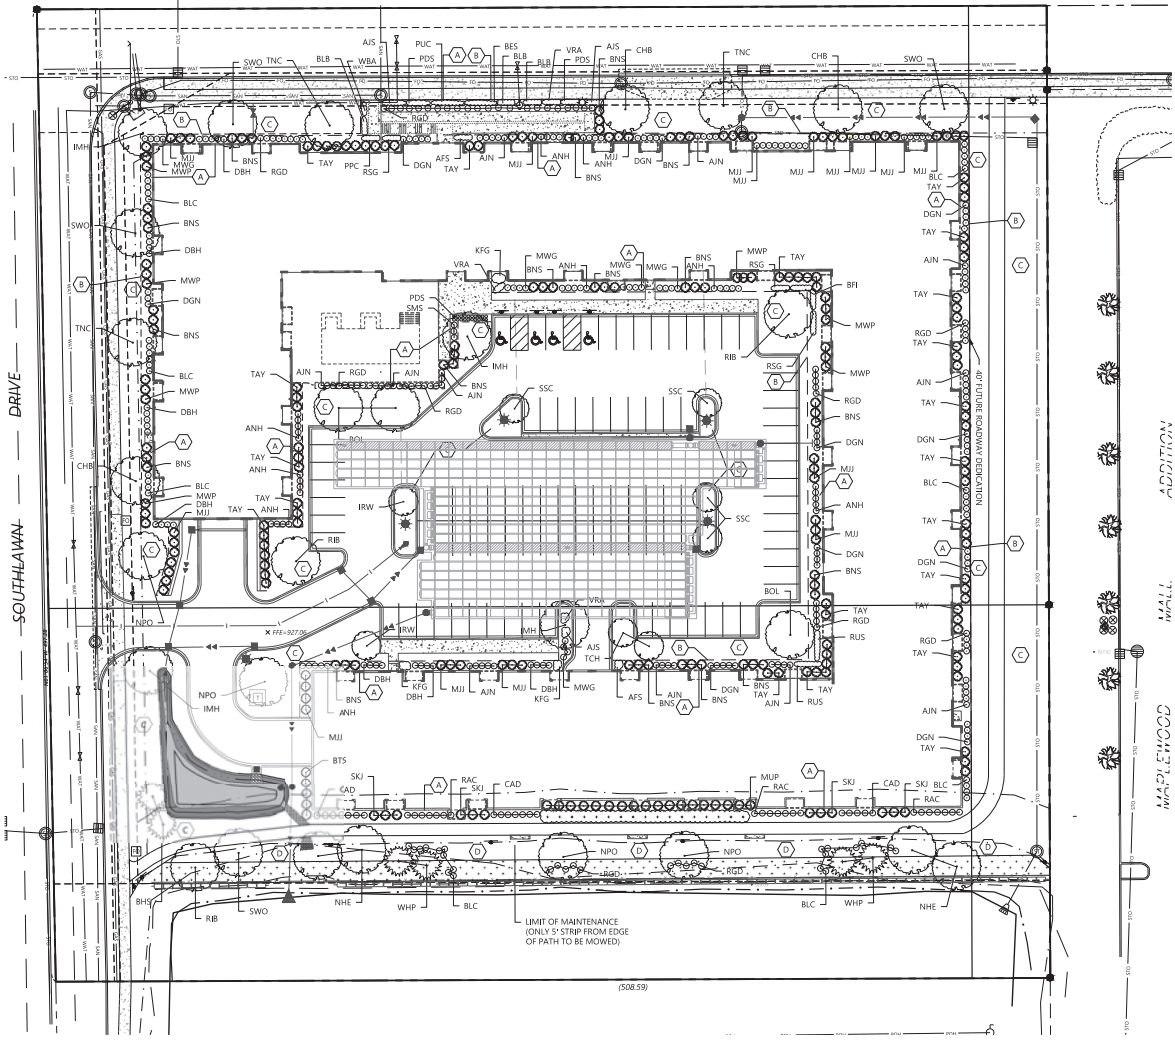 AJS
PUC
PDS
A
B
BES
BLB
BLB
VRA
PDS
AJS
BNS
CHB
TNC
CHB
SWO
SWO
TNC
BLB
WBA
RGD
IMH
MJJ
MWG
MWP
A
BNS
DBH
RGD
TAY
PPC
RSG
DGN
AFS
TAY
AJN
MJJ
ANH
A
ANH
BNS
MJJ
DGN
BNS
AJN
MJJ
MJJ
MJJ
MJJ
MJJ
MJJ
MJJ
BLC
TAY
A
DGN
B
TAY
AJN
C
TAY
RGD
TAY
AJN
TAY
DGN
TAY
BLC
TAY
A
B
DGN
TAY
C
TAY
RGD
TAY
C
AJN
DGN
TAY
BLC
40' FUTURE ROADWAY DEDICATION
SWO
BLC
BNS
DBH
B
C
MWP
DGN
BNS
TNC
BLC
MWP
DBH
A
BNS
CHB
BLC
MWP
DBH
MJJ
C
NPO
KFG
VRA
MWG
BNS
ANH
BNS
MWG
A
MWG
BNS
ANH
MWP
RSG
TAY
BFI
C
MWP
RIB
RSG
B
MWP
RGD
BNS
DGN
MJJ
A
ANH
MJJ
DGN
BNS
TAY
RGD
RUS
PDS
SMS
C
IMH
A
AJN
RGD
AJN
BNS
AJN
RGD
TAY
C
BOL
ANH
A
TAY
ANH
TAY
TAY
ANH
SSC
SSC
C
C
IRW
SSC
RIB
C
FFE=927.06
IRW
VRA
IMH
BOL
AJS
TCH
B
C
NPO
IMH
C
DBH
BNS
A
ANH
KFG
DBH
MJJ
AJN
MJJ
DBH
KFG
MWG
AFS
AJN
BNS
A
DGN
BNS
BNS
TAY
AJN
TAY
RUS
MJJ
BTS
SKJ
CAD
RAC
A
SKJ
CAD
MUP
RAC
A
SKJ
CAD
SKJ
RAC
C
D
D
NPO
RGD
D
NPO
RGD
D
D
BHS
RIB
SWO
NHE
WHP
BLC
BLC
WHP
NHE
LIMIT OF MAINTENANCE
(ONLY 5' STRIP FROM EDGE
OF PATH TO BE MOWED)
(508.59)
SOUTHLAWN DRIVE
MAPLEWOOD MALL ADDITION